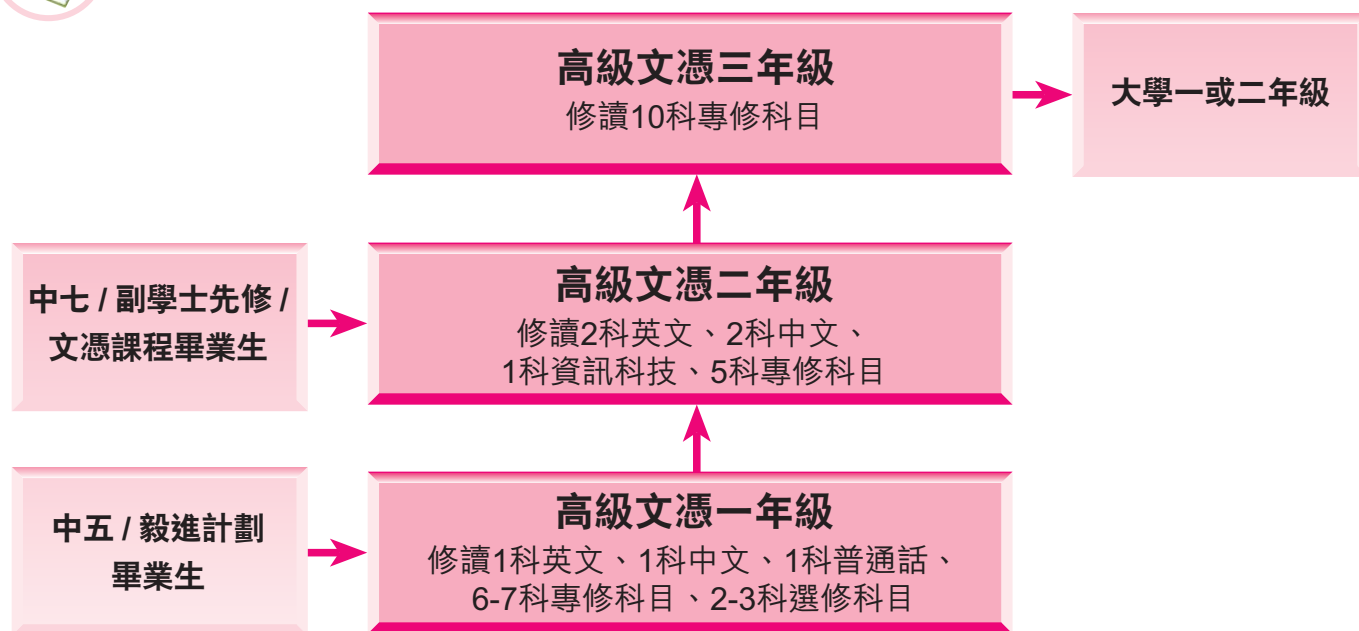 高級文憑三年級
修讀10科專修科目
大學一或二年級
中七 / 副學士先修 /
文憑課程畢業生
高級文憑二年級
修讀2科英文、2科中文、
1科資訊科技、5科專修科目
中五 / 毅進計劃
畢業生
高級文憑一年級
修讀1科英文、1科中文、1科普通話、
6-7科專修科目、2-3科選修科目